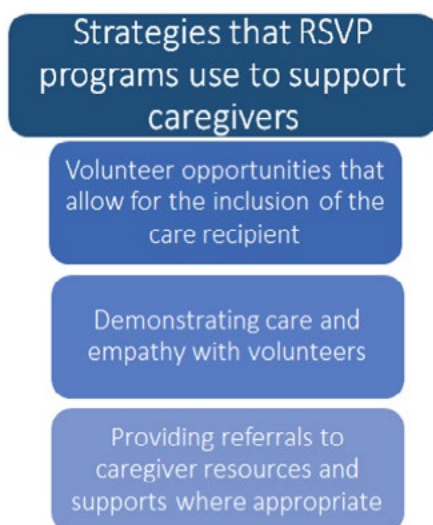 Strategies that RSVP
programs use to support
caregivers
Volunteer opportunities that
allow for the inclusion of the
care recipient
Demonstrating care and
empathy with volunteers
Providing referrals to
caregiver resources and
supports where appropriate